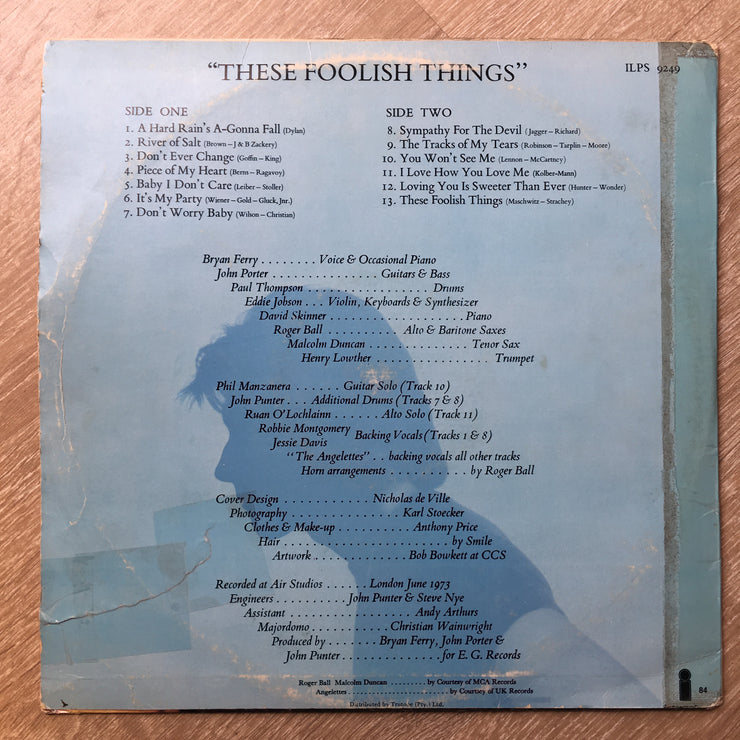 "THESE FOOLISH THINGS"
ILPS 9249
SIDE ONE
1. A Hard Rain's A-Gonna Fall (Dylan)
2. River of Salt (Brown – J & B Zackery)
3. Don't Ever Change (Goffin – King)
4. Piece of My Heart (Berns – Ragavoy)
5. Baby I Don't Care (Leiber – Stoller)
6. It's My Party (Wiener – Gold – Gluck, Jnr.)
7. Don't Worry Baby (Wilson – Christian)
SIDE TWO
8. Sympathy For The Devil (Jagger – Richard)
9. The Tracks of My Tears (Robinson – Tarplin – Moore)
10. You Won't See Me (Lennon – McCartney)
11. I Love How You Love Me (Kolber-Mann)
12. Loving You Is Sweeter Than Ever (Hunter – Wonder)
13. These Foolish Things (Maschwitz – Strachey)
Bryan Ferry . . . . . . . . Voice & Occasional Piano
John Porter . . . . . . . . . . . . . . . . Guitars & Bass
Paul Thompson . . . . . . . . . . . . . . . . . . Drums
Eddie Jobson . . . Violin, Keyboards & Synthesizer
David Skinner . . . . . . . . . . . . . . . . . . . Piano
Roger Ball . . . . . . . . . . Alto & Baritone Saxes
Malcolm Duncan . . . . . . . . . . . . . . Tenor Sax
Henry Lowther . . . . . . . . . . . . . . . . Trumpet
Phil Manzanera . . . . . . Guitar Solo (Track 10)
John Punter . . . Additional Drums (Tracks 7 & 8)
Ruan O'Lochlainn . . . . . . Alto Solo (Track 11)
Robbie Montgomery
Jessie Davis
Backing Vocals (Tracks 1 & 8)
"The Angelettes" . . backing vocals all other tracks
Horn arrangements . . . . . . . . . . by Roger Ball
Cover Design . . . . . . . . . . . . Nicholas de Ville
Photography . . . . . . . . . . . . . . . . Karl Stoecker
Clothes & Make-up . . . . . . . . . . Anthony Price
Hair . . . . . . . . . . . . . . . . . . . . . . . by Smile
Artwork . . . . . . . . . . . . . Bob Bowkett at CCS
Recorded at Air Studios . . . . . . London June 1973
Engineers . . . . . . . . . . John Punter & Steve Nye
Assistant . . . . . . . . . . . . . . . . . . Andy Arthurs
Majordomo . . . . . . . . . . . Christian Wainwright
Produced by . . . . . . . Bryan Ferry, John Porter &
John Punter . . . . . . . . . . . . . . for E. G. Records
Roger Ball Malcolm Duncan . . . . . . . . . by Courtesy of MCA Records
Angelettes . . . . . . . . . . . . . . . . . . . . . . . . . . by Courtesy of UK Records
Distributed by Trutone (Pty.) Ltd.
i
84